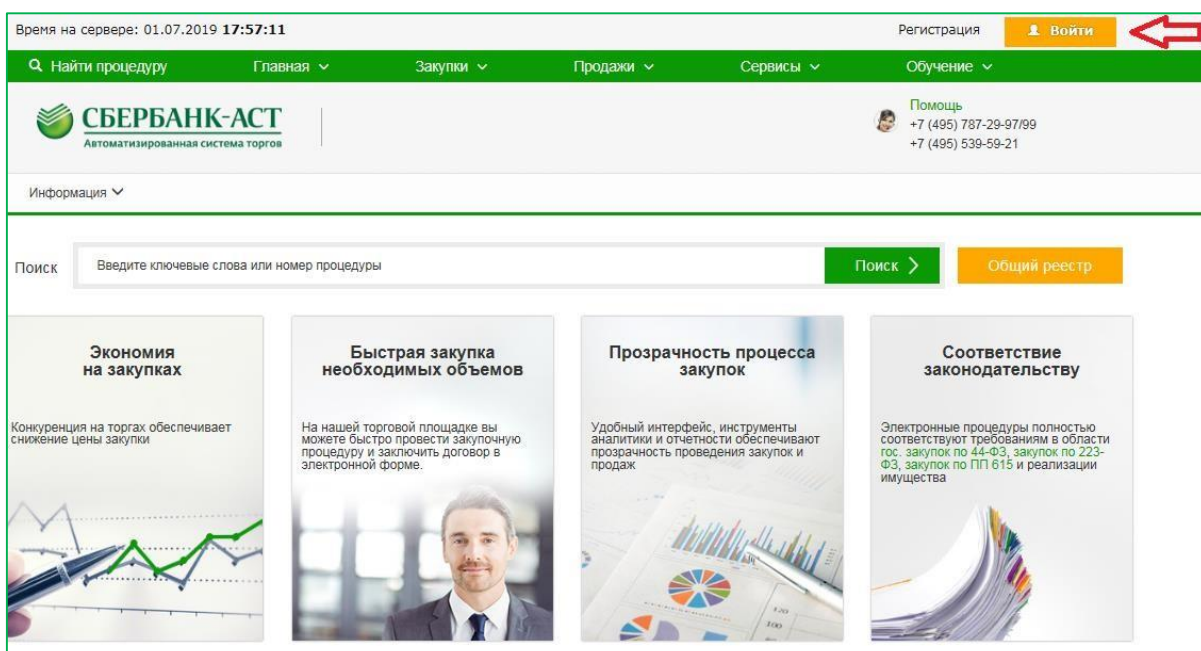 Время на сервере: 01.07.2019 17:57:11
Регистрация
Войти
Найти процедуру
Главная
Закупки
Продажи
Сервисы
Обучение
СБЕРБАНК-АСТ
Автоматизированная система торгов
Помощь
+7 (495) 787-29-97/99
+7 (495) 539-59-21
Информация
Поиск
Введите ключевые слова или номер процедуры
Поиск
Общий реестр
Экономия
на закупках
Конкуренция на торгах обеспечивает
снижение цены закупки
Быстрая закупка
необходимых объемов
На нашей торговой площадке вы
можете быстро провести закупочную
процедуру и заключить договор в
электронной форме.
Прозрачность процесса
закупок
Удобный интерфейс, инструменты
аналитики и отчетности обеспечивают
прозрачность проведения закупок и
продаж
120
100
Соответствие
законодательству
Электронные процедуры полностью
соответствуют требованиям в области
гос. закупок по 44-ФЗ, закупок по 223-
ФЗ, закупок по ПП 615 и реализации
имущества